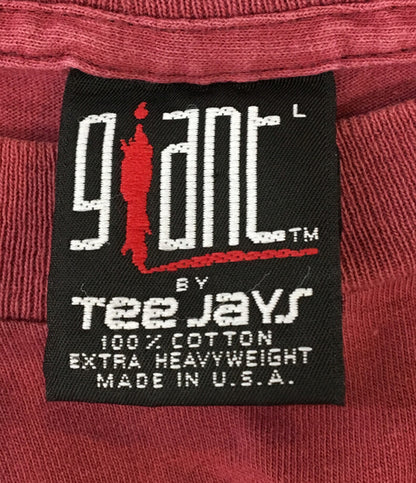 giant L
TM
BY
Tee Jays
100% COTTON
EXTRA HEAVYWEIGHT
MADE IN U.S.A.